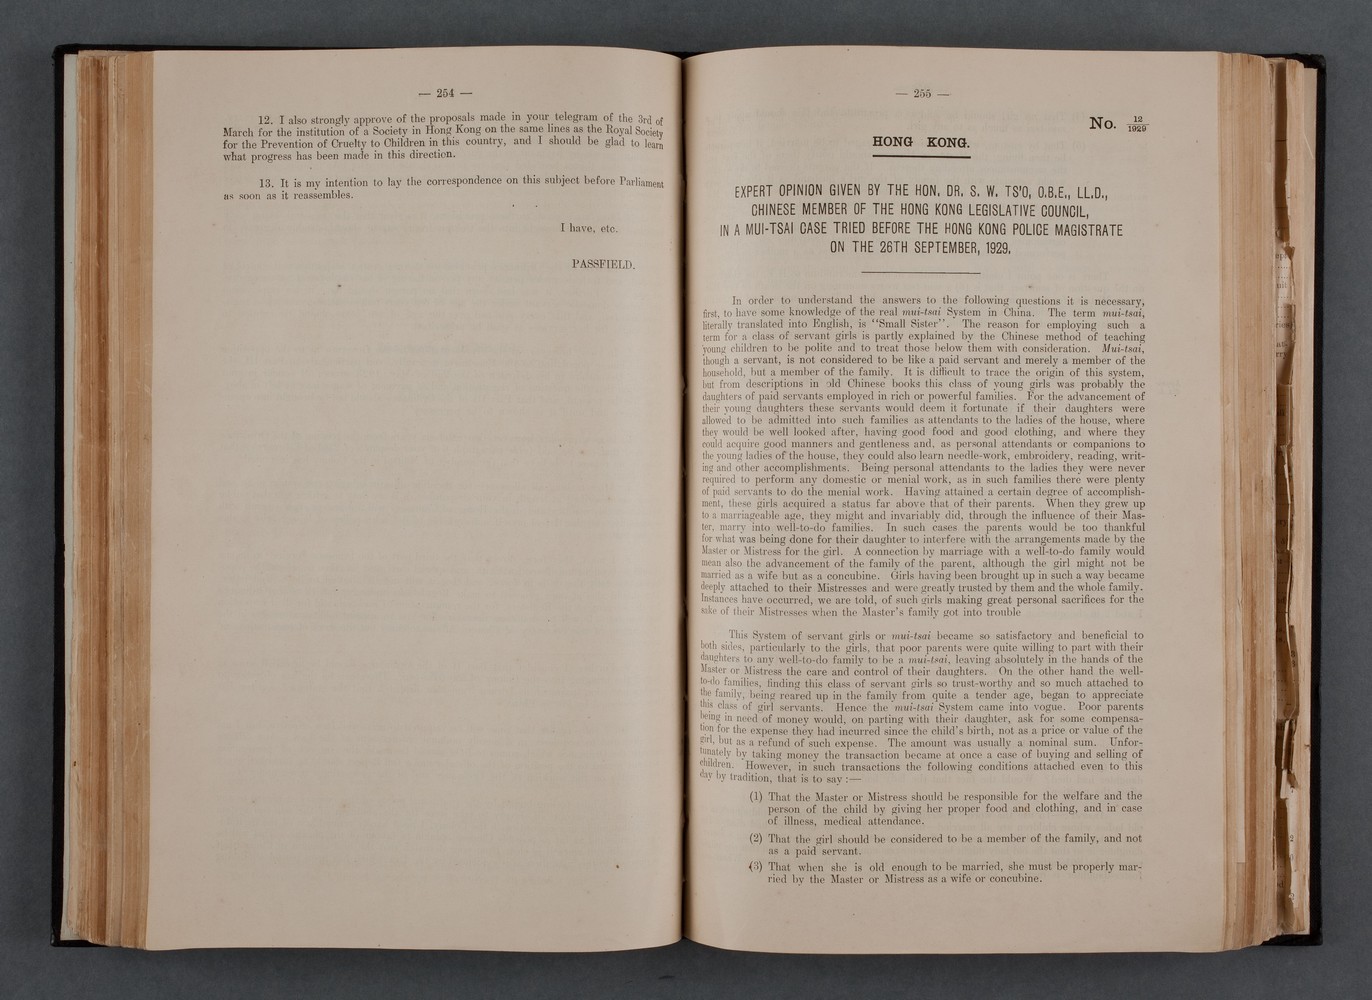 — 254 —
12. I also strongly approve of the proposals made in your telegram of the 3rd of
March for the institution of a Society in Hong Kong on the same lines as the Royal Society
for the Prevention of Cruelty to Children in this country, and I should be glad to learn
what progress has been made in this direction.
13. It is my intention to lay the correspondence on this subject before Parliament
as soon as it reassembles.
I have, etc.
PASSFIELD.
— 255 —
No. 12/1929
HONG KONG.
EXPERT OPINION GIVEN BY THE HON. DR. S. W. TS'O, O.B.E., LL.D.,
CHINESE MEMBER OF THE HONG KONG LEGISLATIVE COUNCIL,
IN A MUI-TSAI CASE TRIED BEFORE THE HONG KONG POLICE MAGISTRATE
ON THE 26TH SEPTEMBER, 1929.
In order to understand the answers to the following questions it is necessary,
first, to have some knowledge of the real mui-tsai System in China. The term mui-tsai,
literally translated into English, is "Small Sister". The reason for employing such a
term for a class of servant girls is partly explained by the Chinese method of teaching
young children to be polite and to treat those below them with consideration. Mui-tsai,
though a servant, is not considered to be like a paid servant and merely a member of the
household, but a member of the family. It is difficult to trace the origin of this system,
but from descriptions in old Chinese books this class of young girls was probably the
daughters of paid servants employed in rich or powerful families. For the advancement of
their young daughters these servants would deem it fortunate if their daughters were
allowed to be admitted into such families as attendants to the ladies of the house, where
they would be well looked after, having good food and good clothing, and where they
could acquire good manners and gentleness and, as personal attendants or companions to
the young ladies of the house, they could also learn needle-work, embroidery, reading, writ-
ing and other accomplishments. Being personal attendants to the ladies they were never
required to perform any domestic or menial work, as in such families there were plenty
of paid servants to do the menial work. Having attained a certain degree of accomplish-
ment, these girls acquired a status far above that of their parents. When they grew up
to a marriageable age, they might and invariably did, through the influence of their Mas-
ter, marry into well-to-do families. In such cases the parents would be too thankful
for what was being done for their daughter to interfere with the arrangements made by the
Master or Mistress for the girl. A connection by marriage with a well-to-do family would
mean also the advancement of the family of the parent, although the girl might not be
married as a wife but as a concubine. Girls having been brought up in such a way became
deeply attached to their Mistresses and were greatly trusted by them and the whole family.
Instances have occurred, we are told, of such girls making great personal sacrifices for the
sake of their Mistresses when the Master's family got into trouble
This System of servant girls or mui-tsai became so satisfactory and beneficial to
both sides, particularly to the girls, that poor parents were quite willing to part with their
daughters to any well-to-do family to be a mui-tsai, leaving absolutely in the hands of the
Master or Mistress the care and control of their daughters. On the other hand the well-
to-do families, finding this class of servant girls so trust-worthy and so much attached to
the family, being reared up in the family from quite a tender age, began to appreciate
this class of girl servants. Hence the mui-tsai System came into vogue. Poor parents
being in need of money would, on parting with their daughter, ask for some compensa-
tion for the expense they had incurred since the child's birth, not as a price or value of the
girl, but as a refund of such expense. The amount was usually a nominal sum. Unfor-
tunately by taking money the transaction became at once a case of buying and selling of
children. However, in such transactions the following conditions attached even to this
day by tradition, that is to say :—
(1) That the Master or Mistress should be responsible for the welfare and the
person of the child by giving her proper food and clothing, and in case
of illness, medical attendance.
(2) That the girl should be considered to be a member of the family, and not
as a paid servant.
(3) That when she is old enough to be married, she must be properly mar-
ried by the Master or Mistress as a wife or concubine.